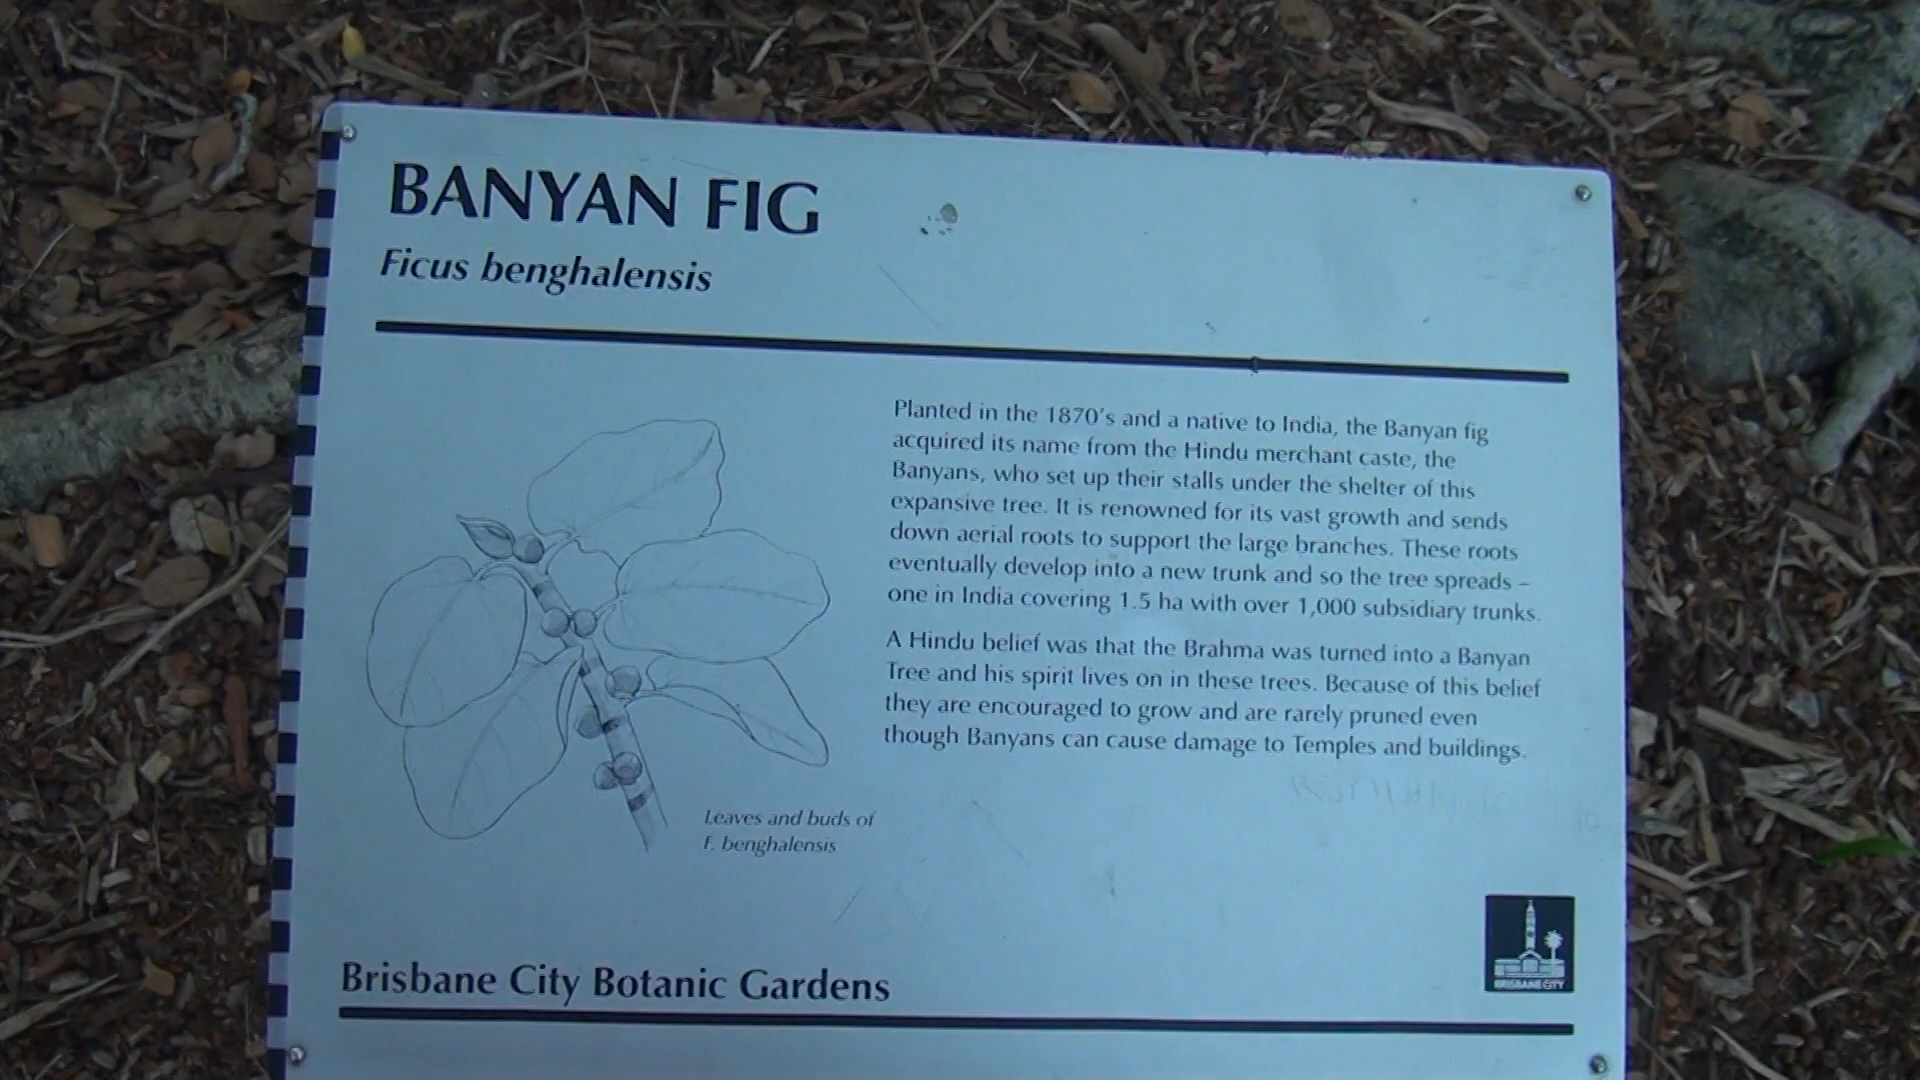 BANYAN FIG
Ficus benghalensis
Planted in the 1870's and a native to India, the Banyan fig
acquired its name from the Hindu merchant caste, the
Banyans, who set up their stalls under the shelter of this
expansive tree. It is renowned for its vast growth and sends
down aerial roots to support the large branches. These roots
eventually develop into a new trunk and so the tree spreads –
one in India covering 1.5 ha with over 1,000 subsidiary trunks.
A Hindu belief was that the Brahma was turned into a Banyan
Tree and his spirit lives on in these trees. Because of this belief
they are encouraged to grow and are rarely pruned even
though Banyans can cause damage to Temples and buildings.
Leaves and buds of
F. benghalensis
Brisbane City Botanic Gardens
BRISBANE CITY